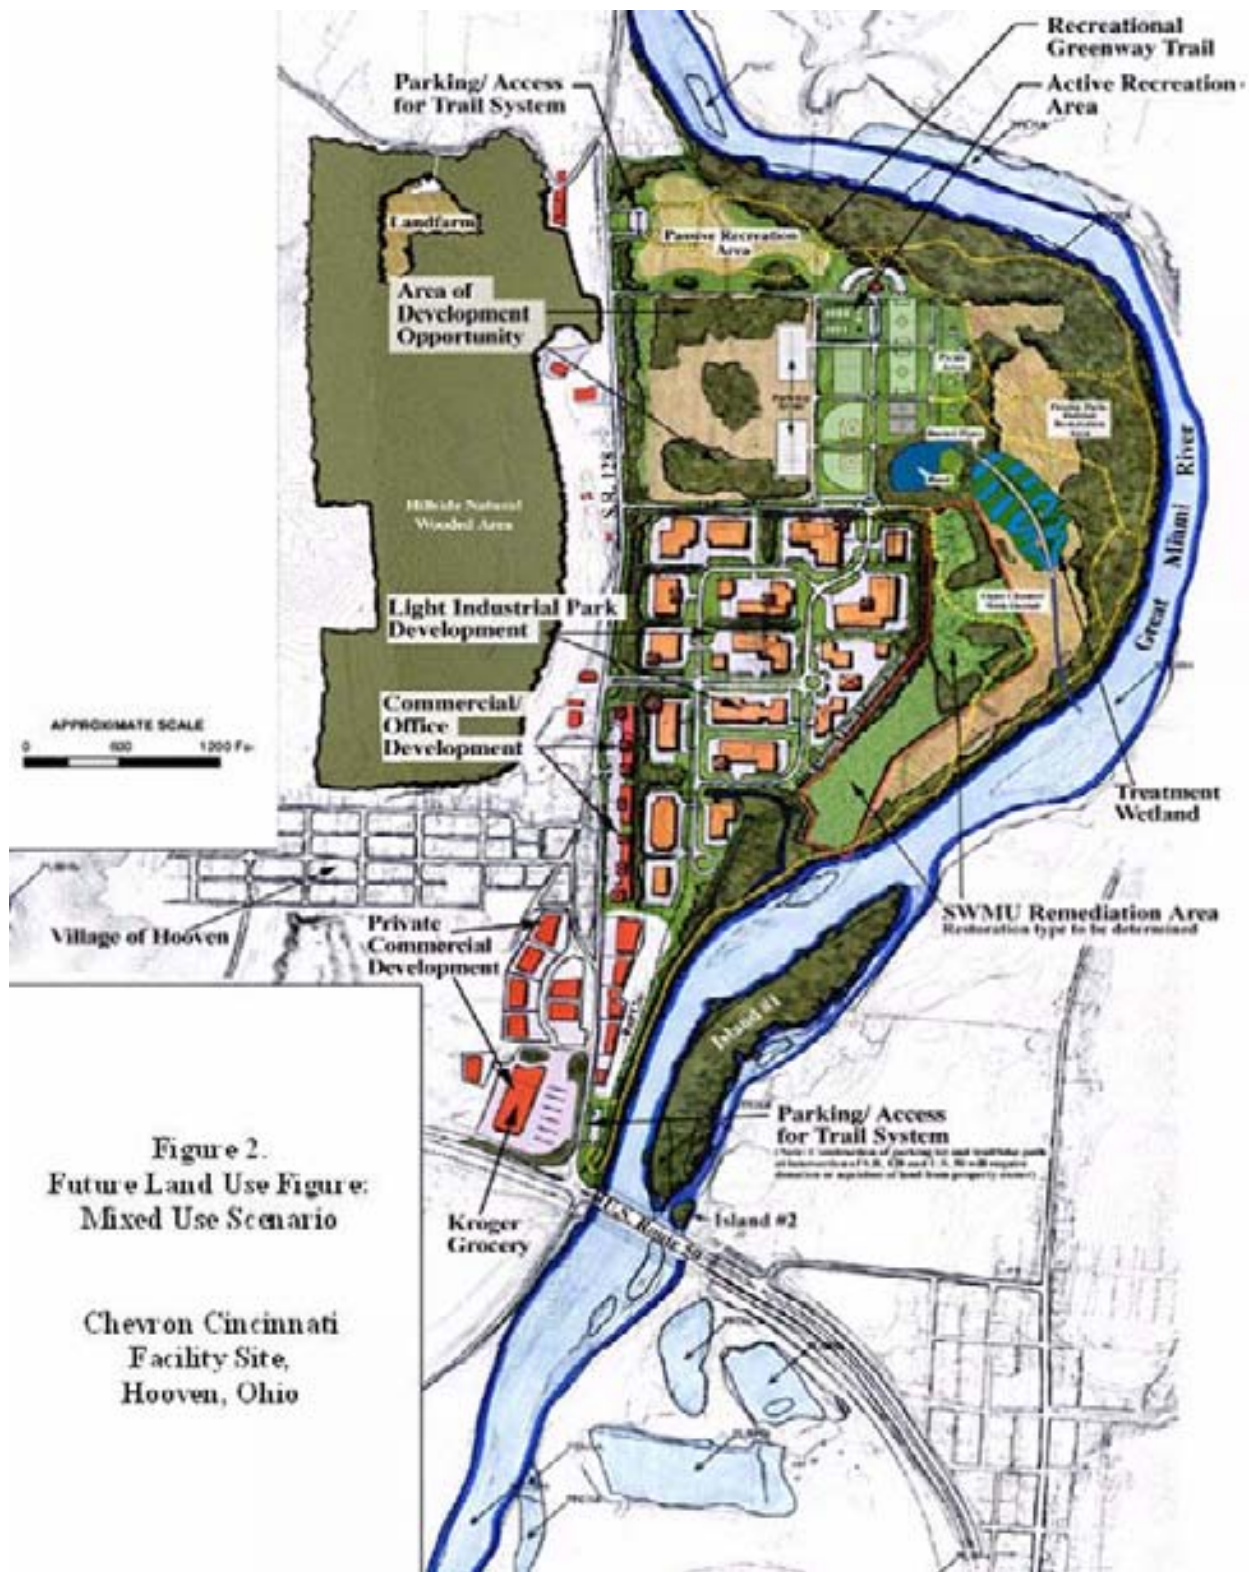 Recreational
Greenway Trail
Parking/ Access
for Trail System
Active Recreation
Area
Landfarm
Passive Recreation
Area
Area of
Development
Opportunity
Parking
Picnic
Area
S.R. 128
Hillside Natural
Wooded Area
Great Miami River
Light Industrial Park
Development
Commercial/
Office
Development
APPROXIMATE SCALE
0 600 1200
Treatment
Wetland
SWMU Remediation Area
Restoration type to be determined
Village of Hooven
Private
Commercial
Development
Island #1
Parking/ Access
for Trail System
Island #2
U.S. Route 50
Kroger
Grocery
Figure 2.
Future Land Use Figure:
Mixed Use Scenario
Chevron Cincinnati
Facility Site,
Hooven, Ohio